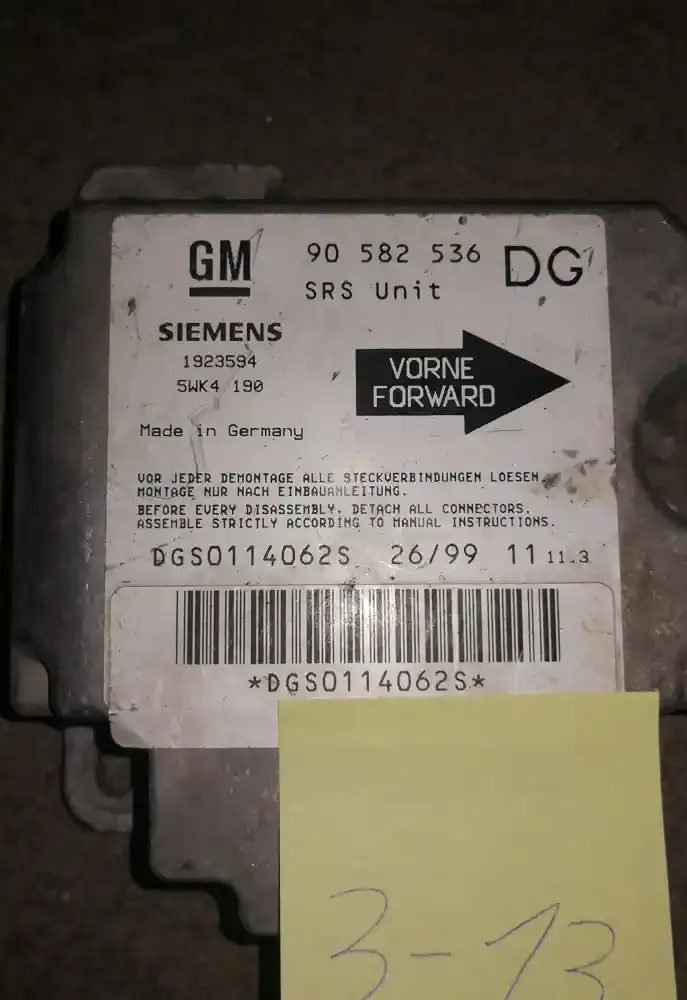 GM
90 582 536 DG
SRS Unit
SIEMENS
1923594
5WK4 190
VORNE
FORWARD
Made in Germany
VOR JEDER DEMONTAGE ALLE STECKVERBINDUNGEN LOESEN.
MONTAGE NUR NACH EINBAUANLEITUNG.
BEFORE EVERY DISASSEMBLY, DETACH ALL CONNECTORS.
ASSEMBLE STRICTLY ACCORDING TO MANUAL INSTRUCTIONS.
DGS0114062S 26/99 11 11.3
*DGS0114062S*
3-13